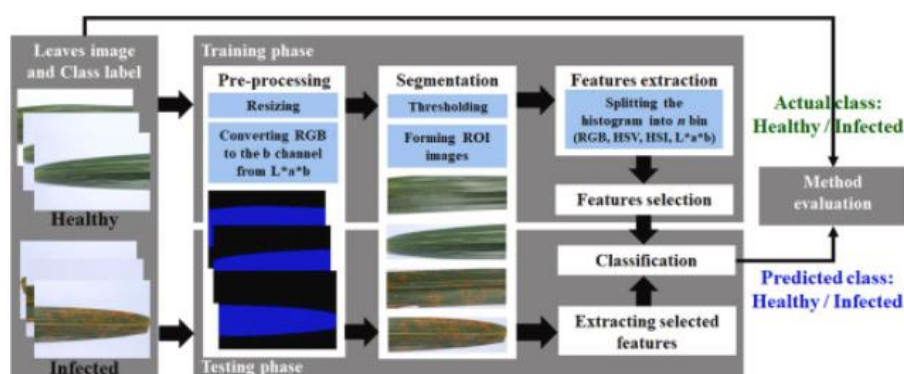 Leaves image
and Class label
Healthy
Infected
Training phase
Pre-processing
Resizing
Converting RGB
to the b channel
from L*a*b
Segmentation
Thresholding
Forming ROI
images
Features extraction
Splitting the
histogram into n bin
(RGB, HSV, HSI, L*a*b)
Features selection
Classification
Extracting selected
features
Testing phase
Actual class:
Healthy / Infected
Method
evaluation
Predicted class:
Healthy / Infected